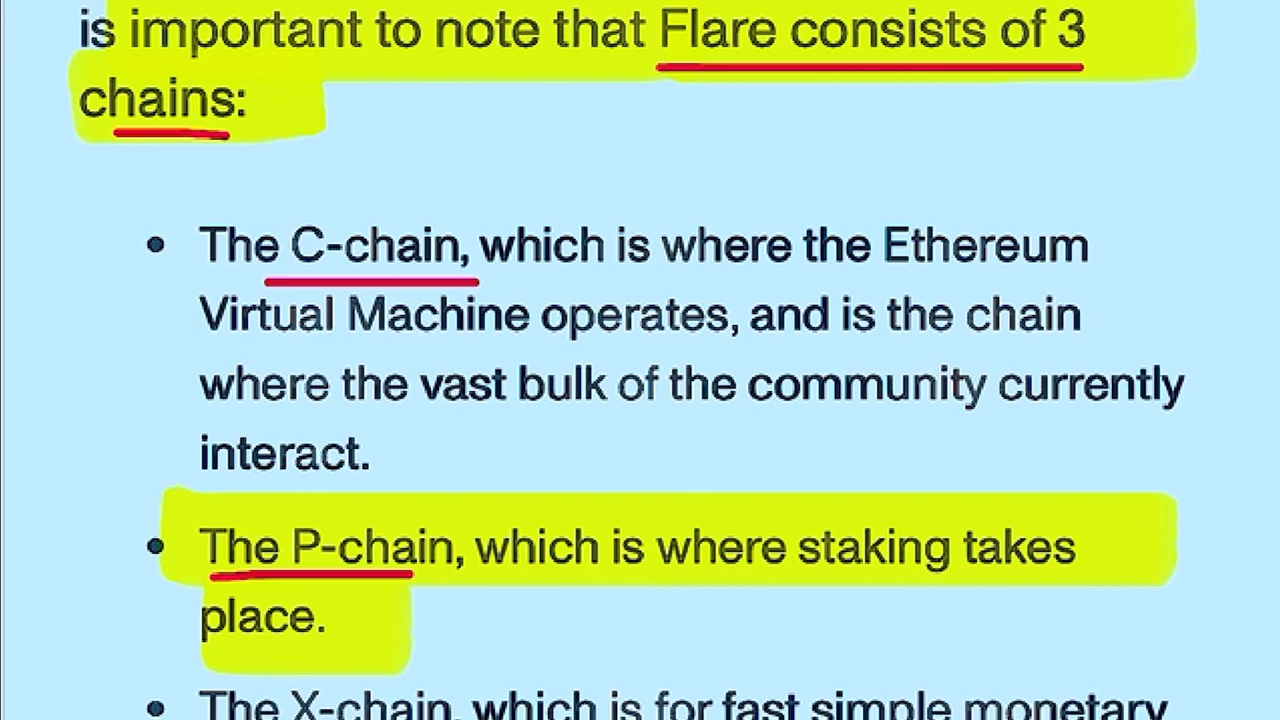 is important to note that Flare consists of 3
chains:
• The C-chain, which is where the Ethereum
Virtual Machine operates, and is the chain
where the vast bulk of the community currently
interact.
• The P-chain, which is where staking takes
place.
• The X-chain, which is for fast simple monetary